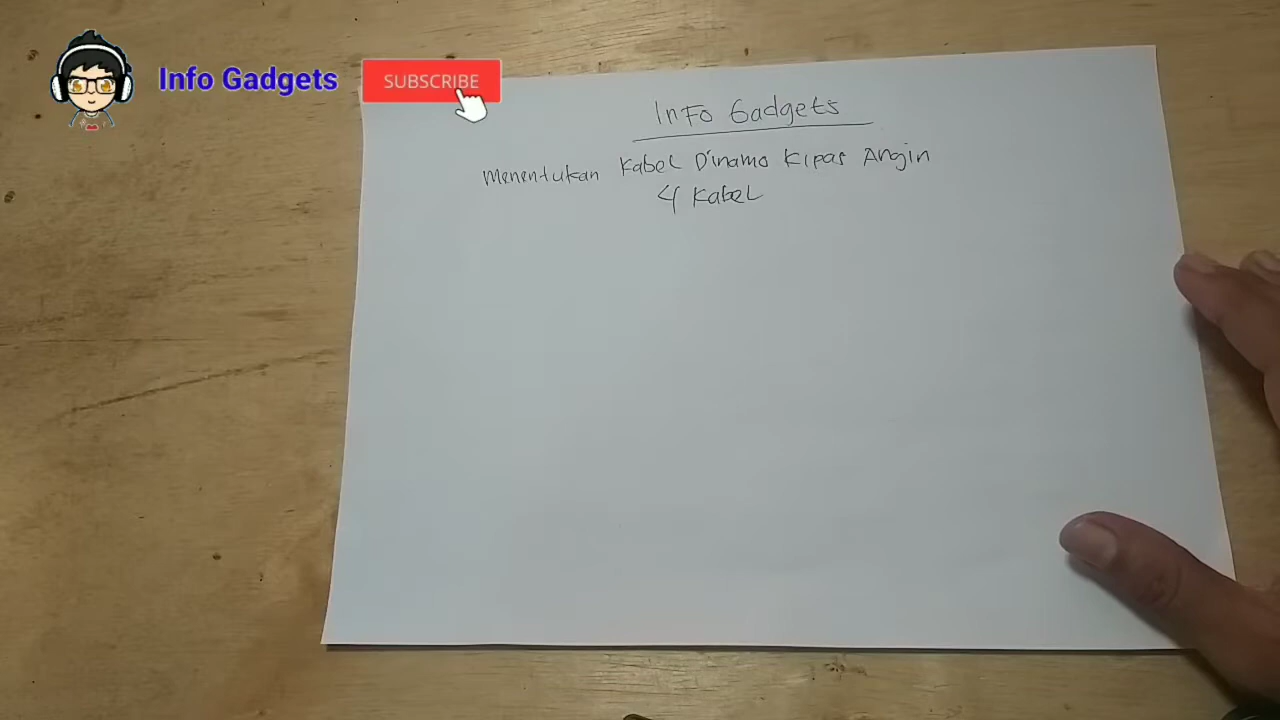 Info Gadgets
SUBSCRIBE
InFo Gadgets
Menentukan Kabel Dinamo Kipas Angin
4 Kabel